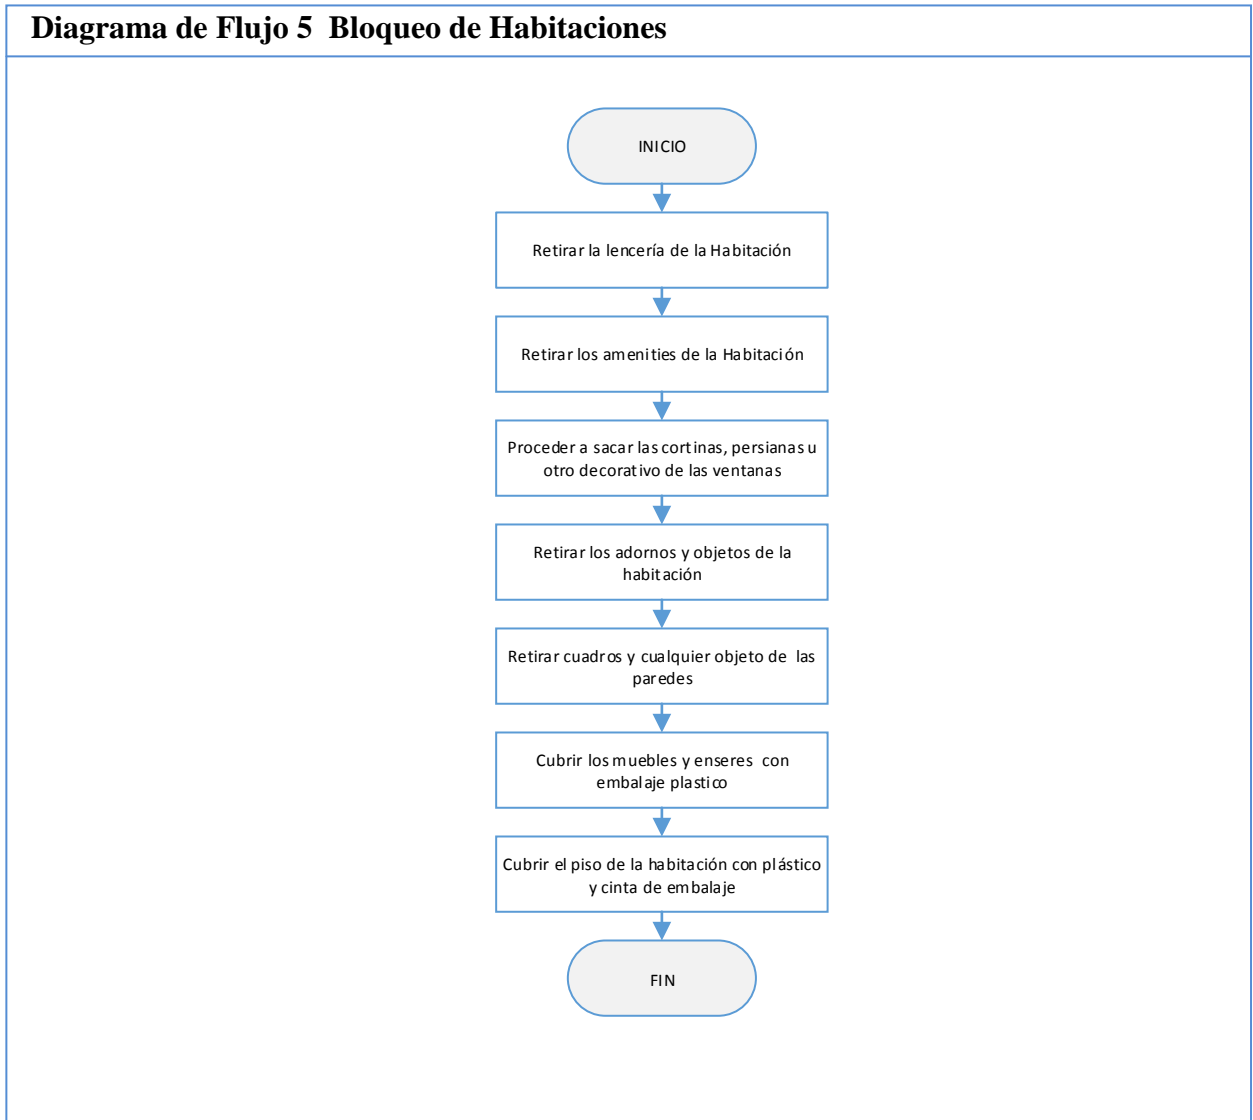 Diagrama de Flujo 5  Bloqueo de Habitaciones
INICIO
Retirar la lencería de la Habitación
Retirar los amenities de la Habitación
Proceder a sacar las cortinas, persianas u
otro decorativo de las ventanas
Retirar los adornos y objetos de la
habitación
Retirar cuadros y cualquier objeto de  las
paredes
Cubrir los muebles y enseres  con
embalaje plastico
Cubrir el piso de la habitación con plástico
y cinta de embalaje
FIN